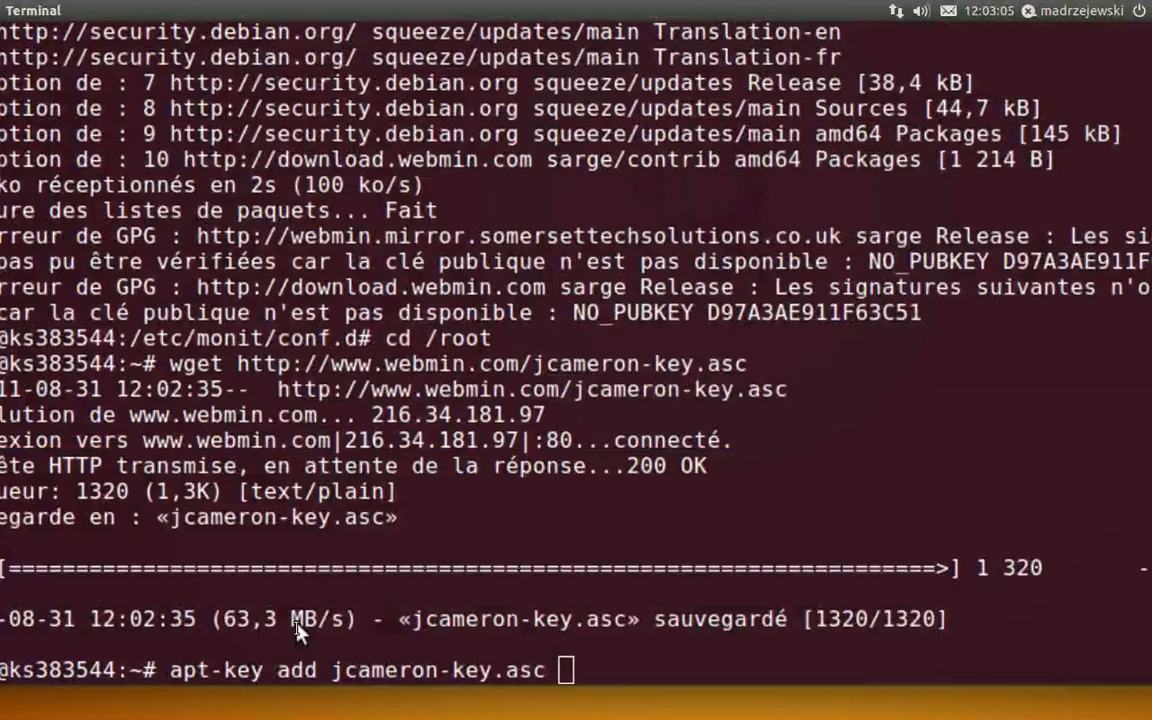 Terminal
12:03:05 madrzejewski
http://security.debian.org/ squeeze/updates/main Translation-en
http://security.debian.org/ squeeze/updates/main Translation-fr
ption de : 7 http://security.debian.org squeeze/updates Release [38,4 kB]
ption de : 8 http://security.debian.org squeeze/updates/main Sources [44,7 kB]
ption de : 9 http://security.debian.org squeeze/updates/main amd64 Packages [145 kB]
ption de : 10 http://download.webmin.com sarge/contrib amd64 Packages [1 214 B]
ko réceptionnés en 2s (100 ko/s)
ure des listes de paquets... Fait
rreur de GPG : http://webmin.mirror.somersettechsolutions.co.uk sarge Release : Les si
pas pu être vérifiées car la clé publique n'est pas disponible : NO_PUBKEY D97A3AE911F
rreur de GPG : http://download.webmin.com sarge Release : Les signatures suivantes n'o
car la clé publique n'est pas disponible : NO_PUBKEY D97A3AE911F63C51
@ks383544:/etc/monit/conf.d# cd /root
@ks383544:~# wget http://www.webmin.com/jcameron-key.asc
11-08-31 12:02:35-- http://www.webmin.com/jcameron-key.asc
lution de www.webmin.com... 216.34.181.97
exion vers www.webmin.com|216.34.181.97|:80...connecté.
ête HTTP transmise, en attente de la réponse...200 OK
ueur: 1320 (1,3K) [text/plain]
egarde en : «jcameron-key.asc»
[=====================================================================>] 1 320 -
-08-31 12:02:35 (63,3 MB/s) - «jcameron-key.asc» sauvegardé [1320/1320]
@ks383544:~# apt-key add jcameron-key.asc